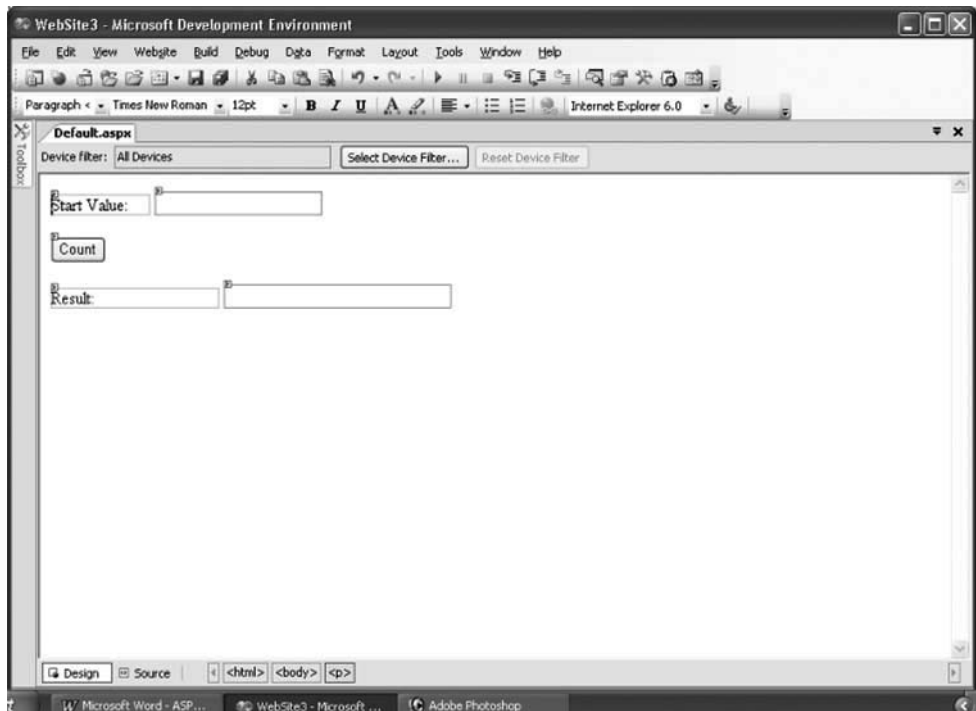 WebSite3 - Microsoft Development Environment
File Edit View Website Build Debug Data Format Layout Tools Window Help
Paragraph < Times New Roman 12pt B I U A Internet Explorer 6.0
Toolbox
Default.aspx
Device filter: All Devices Select Device Filter... Reset Device Filter
Start Value:
Count
Result:
Design Source <html> <body> <p>
Microsoft Word - ASP... WebSite3 - Microsoft ... Adobe Photoshop